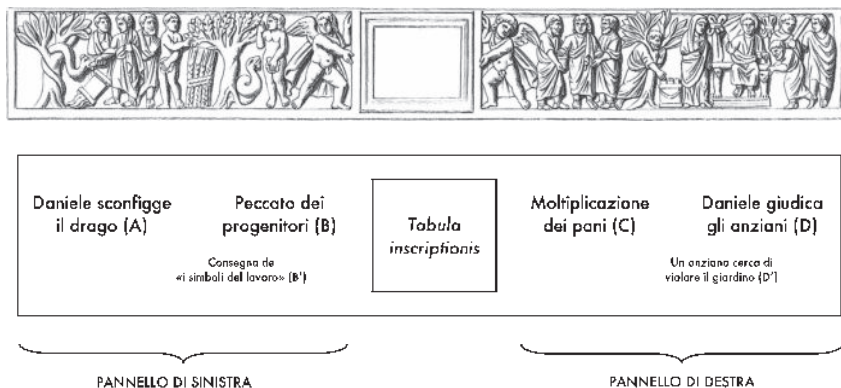 Daniele sconfigge
il drago (A)
Peccato dei
progenitori (B)
Consegna de
«i simboli del lavoro» (B')
Tabula
inscriptionis
Moltiplicazione
dei pani (C)
Daniele giudica
gli anziani (D)
Un anziano cerca di
violare il giardino (D')
PANNELLO DI SINISTRA
PANNELLO DI DESTRA